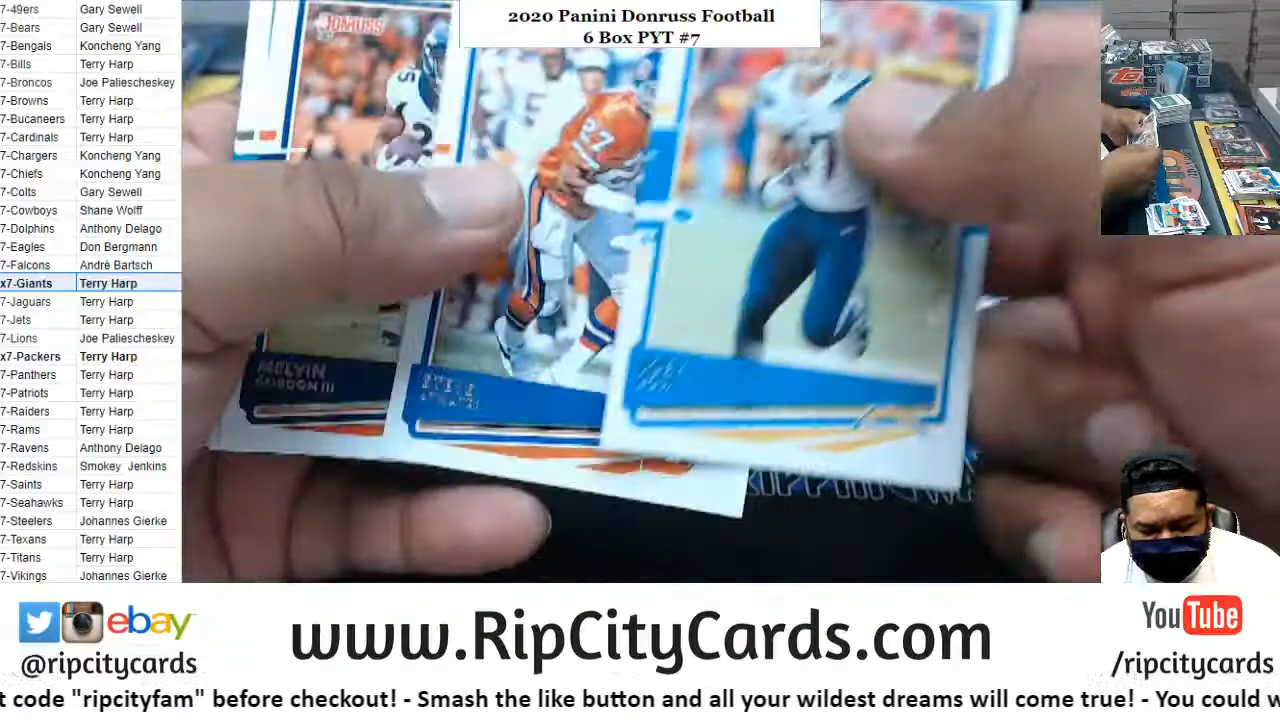 2020 Panini Donruss Football
6 Box PYT #7
7-49ers Gary Sewell
7-Bears Gary Sewell
7-Bengals Koncheng Yang
7-Bills Terry Harp
7-Broncos Joe Paliescheskey
7-Browns Terry Harp
7-Bucaneers Terry Harp
7-Cardinals Terry Harp
7-Chargers Koncheng Yang
7-Chiefs Koncheng Yang
7-Colts Gary Sewell
7-Cowboys Shane Wolff
7-Dolphins Anthony Delago
7-Eagles Don Bergmann
7-Falcons Andrè Bartsch
x7-Giants Terry Harp
7-Jaguars Terry Harp
7-Jets Terry Harp
7-Lions Joe Paliescheskey
x7-Packers Terry Harp
7-Panthers Terry Harp
7-Patriots Terry Harp
7-Raiders Terry Harp
7-Rams Terry Harp
7-Ravens Anthony Delago
7-Redskins Smokey Jenkins
7-Saints Terry Harp
7-Seahawks Terry Harp
7-Steelers Johannes Gierke
7-Texans Terry Harp
7-Titans Terry Harp
7-Vikings Johannes Gierke
DONRUSS
27
MELVIN
GORDON III
STEVE
ATWATER
ebay
@ripcitycards
www.RipCityCards.com
YouTube
/ripcitycards
t code "ripcityfam" before checkout! - Smash the like button and all your wildest dreams will come true! - You could w